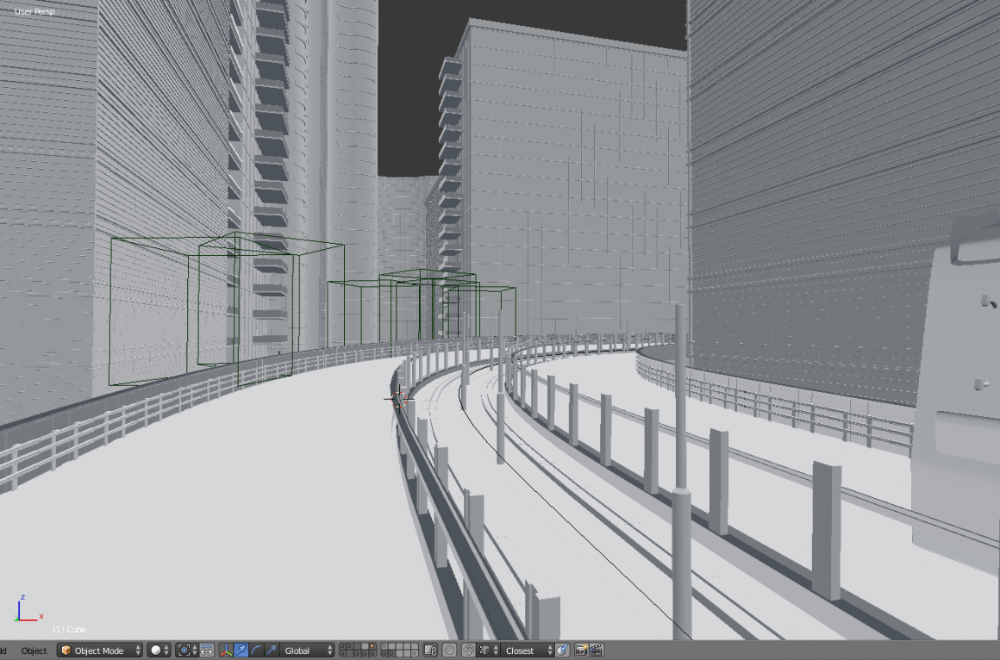 User Persp
z
x
(1) Cube
Object
Object Mode
Global
Closest